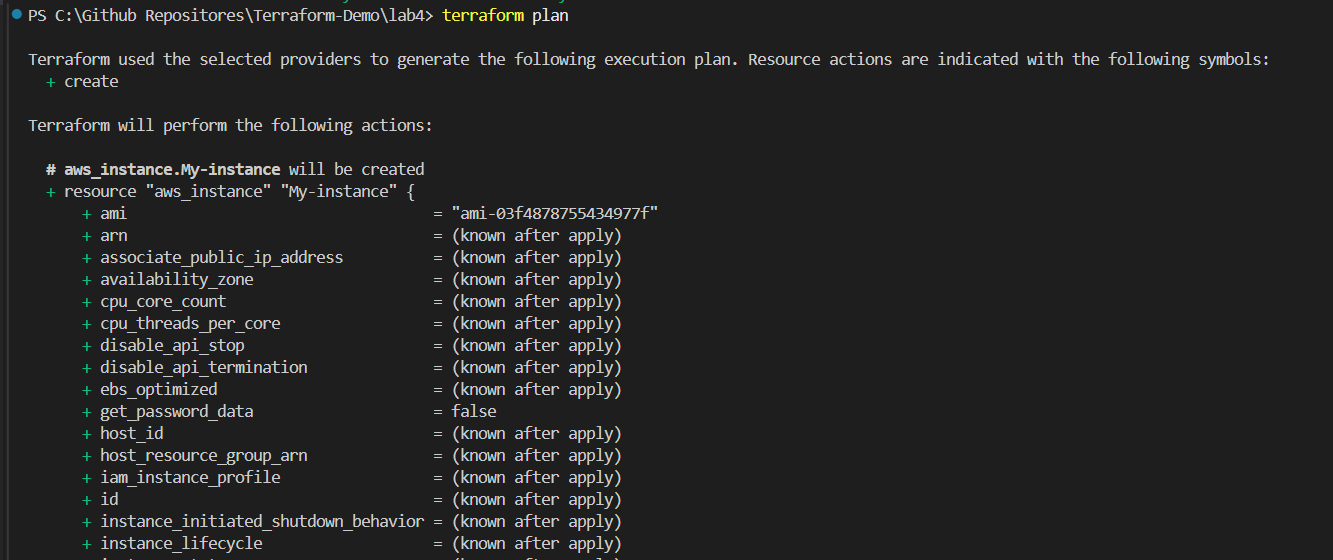 PS C:\Github Repositores\Terraform-Demo\lab4> terraform plan
Terraform used the selected providers to generate the following execution plan. Resource actions are indicated with the following symbols:
+ create
Terraform will perform the following actions:
# aws_instance.My-instance will be created
+ resource "aws_instance" "My-instance" {
+ ami = "ami-03f4878755434977f"
+ arn = (known after apply)
+ associate_public_ip_address = (known after apply)
+ availability_zone = (known after apply)
+ cpu_core_count = (known after apply)
+ cpu_threads_per_core = (known after apply)
+ disable_api_stop = (known after apply)
+ disable_api_termination = (known after apply)
+ ebs_optimized = (known after apply)
+ get_password_data = false
+ host_id = (known after apply)
+ host_resource_group_arn = (known after apply)
+ iam_instance_profile = (known after apply)
+ id = (known after apply)
+ instance_initiated_shutdown_behavior = (known after apply)
+ instance_lifecycle = (known after apply)